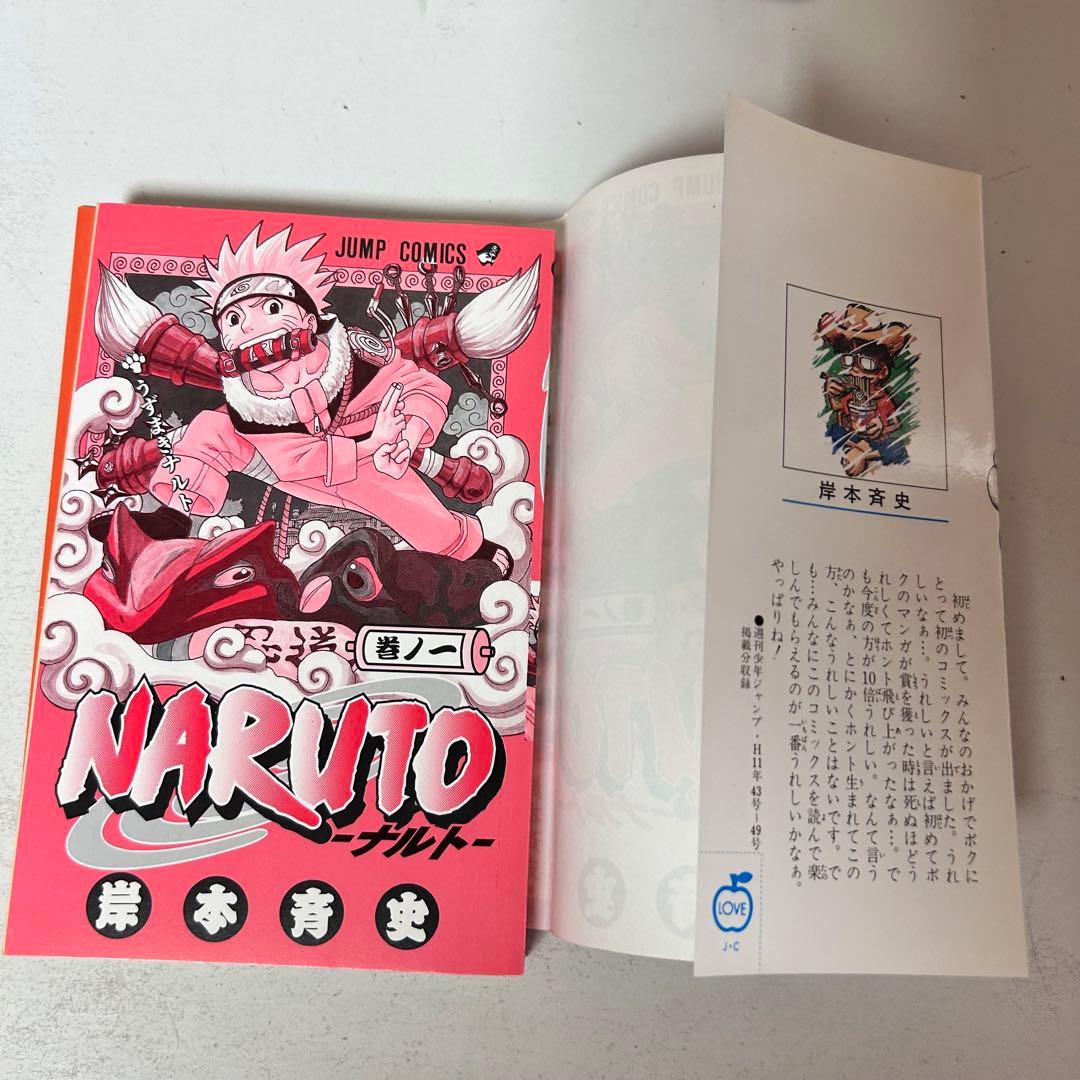 JUMP COMICS
うずまきナルト
巻ノ一
NARUTO
-ナルト-
岸本斉史
岸本斉史
初めまして。みんなのおかげでボクに
とって初のコミックスが出ました。うれ
しいなぁ…。うれしいと言えば初めてボ
クのマンガが賞を獲った時は死ぬほどう
れしくてホント飛び上がったなぁ…。で
も今度の方が10倍うれしい。なんて言う
のかなぁ、とにかくホント生まれてこの
方、こんなうれしいことはないです。で
も…みんなにこのコミックスを読んで楽
しんでもらえるのが一番うれしいかなぁ。
やっぱりね!
●週刊少年ジャンプ・H11年43号〜49号
掲載分収録
LOVE
J・C